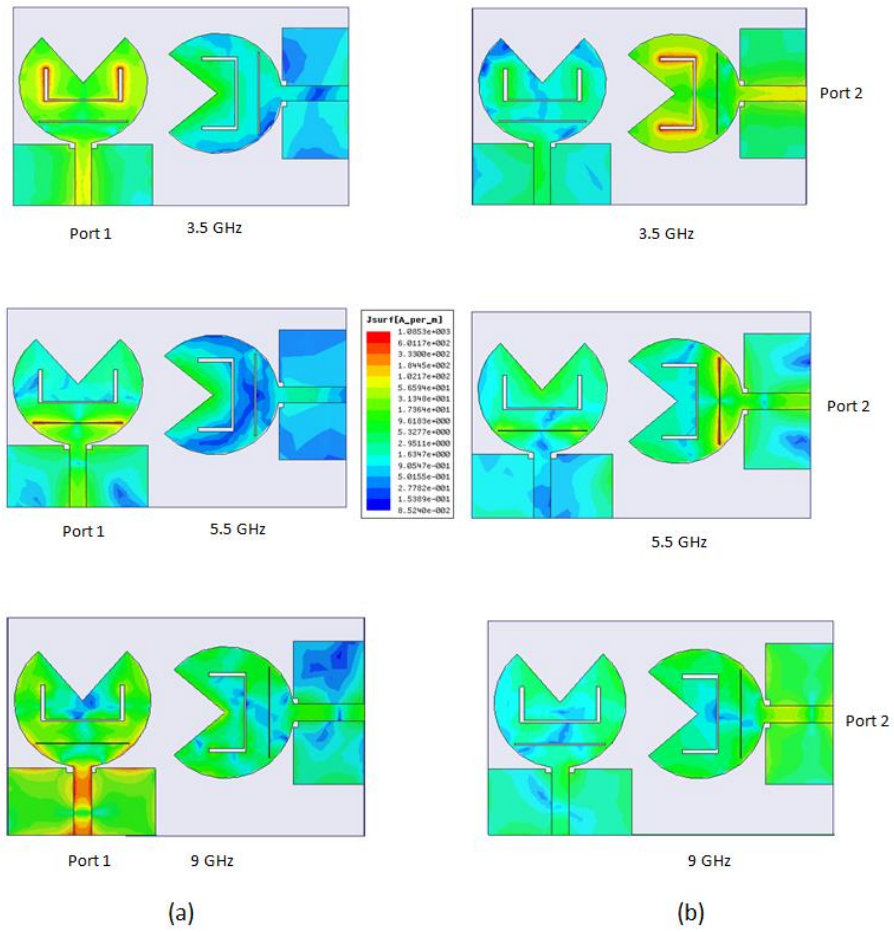 Port 2
Port 1
3.5 GHz
3.5 GHz
Jsurf[A_per_m]
1.0853e+003
6.0117e+002
3.3300e+002
1.8445e+002
1.0217e+002
5.6594e+001
3.1348e+001
1.7364e+001
9.6183e+000
5.3277e+000
2.9511e+000
1.6347e+000
9.0547e-001
5.0155e-001
2.7782e-001
1.5389e-001
8.5240e-002
Port 2
Port 1
5.5 GHz
5.5 GHz
Port 2
Port 1
9 GHz
9 GHz
(a)
(b)